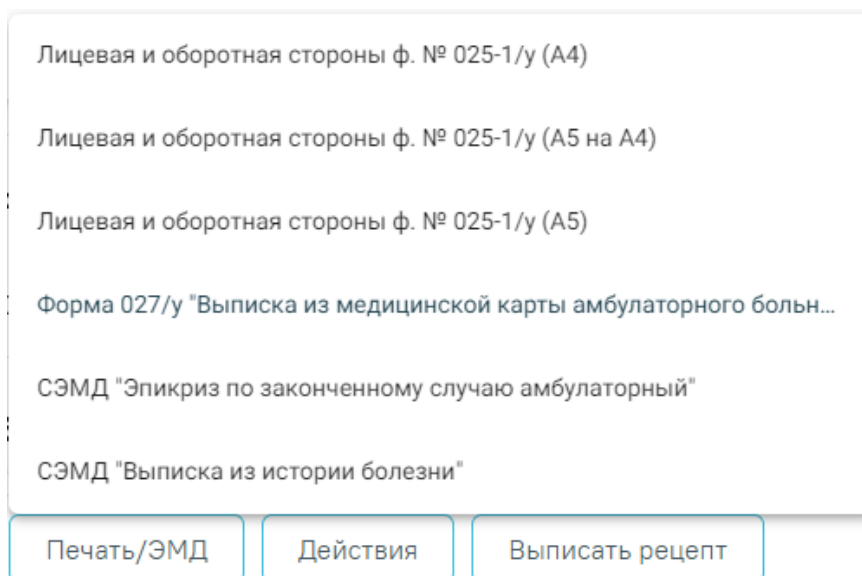 Лицевая и оборотная стороны ф. № 025-1/у (А4)
Лицевая и оборотная стороны ф. № 025-1/у (А5 на А4)
Лицевая и оборотная стороны ф. № 025-1/у (А5)
Форма 027/у "Выписка из медицинской карты амбулаторного больн...
СЭМД "Эпикриз по законченному случаю амбулаторный"
СЭМД "Выписка из истории болезни"
Печать/ЭМД Действия Выписать рецепт